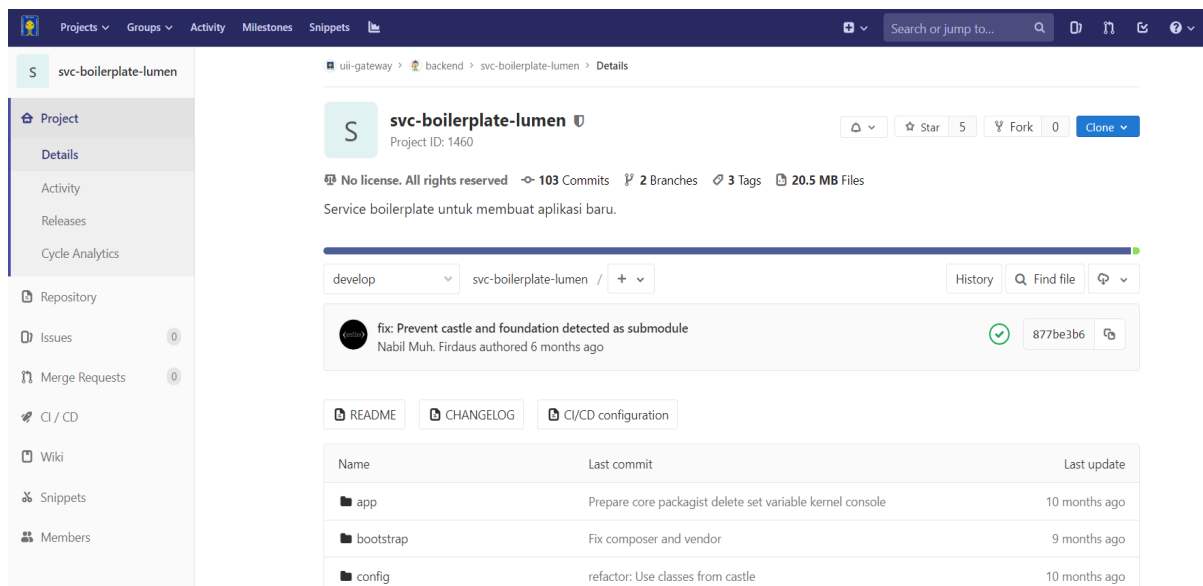 Projects Groups Activity Milestones Snippets Search or jump to...
S svc-boilerplate-lumen
Project
Details
Activity
Releases
Cycle Analytics
Repository
Issues 0
Merge Requests 0
CI / CD
Wiki
Snippets
Members
uii-gateway > backend > svc-boilerplate-lumen > Details
S
svc-boilerplate-lumen
Project ID: 1460
Star 5 Fork 0 Clone
No license. All rights reserved 103 Commits 2 Branches 3 Tags 20.5 MB Files
Service boilerplate untuk membuat aplikasi baru.
develop svc-boilerplate-lumen / + History Find file
fix: Prevent castle and foundation detected as submodule
Nabil Muh. Firdaus authored 6 months ago
877be3b6
README CHANGELOG CI/CD configuration
Name Last commit Last update
app Prepare core packagist delete set variable kernel console 10 months ago
bootstrap Fix composer and vendor 9 months ago
config refactor: Use classes from castle 10 months ago